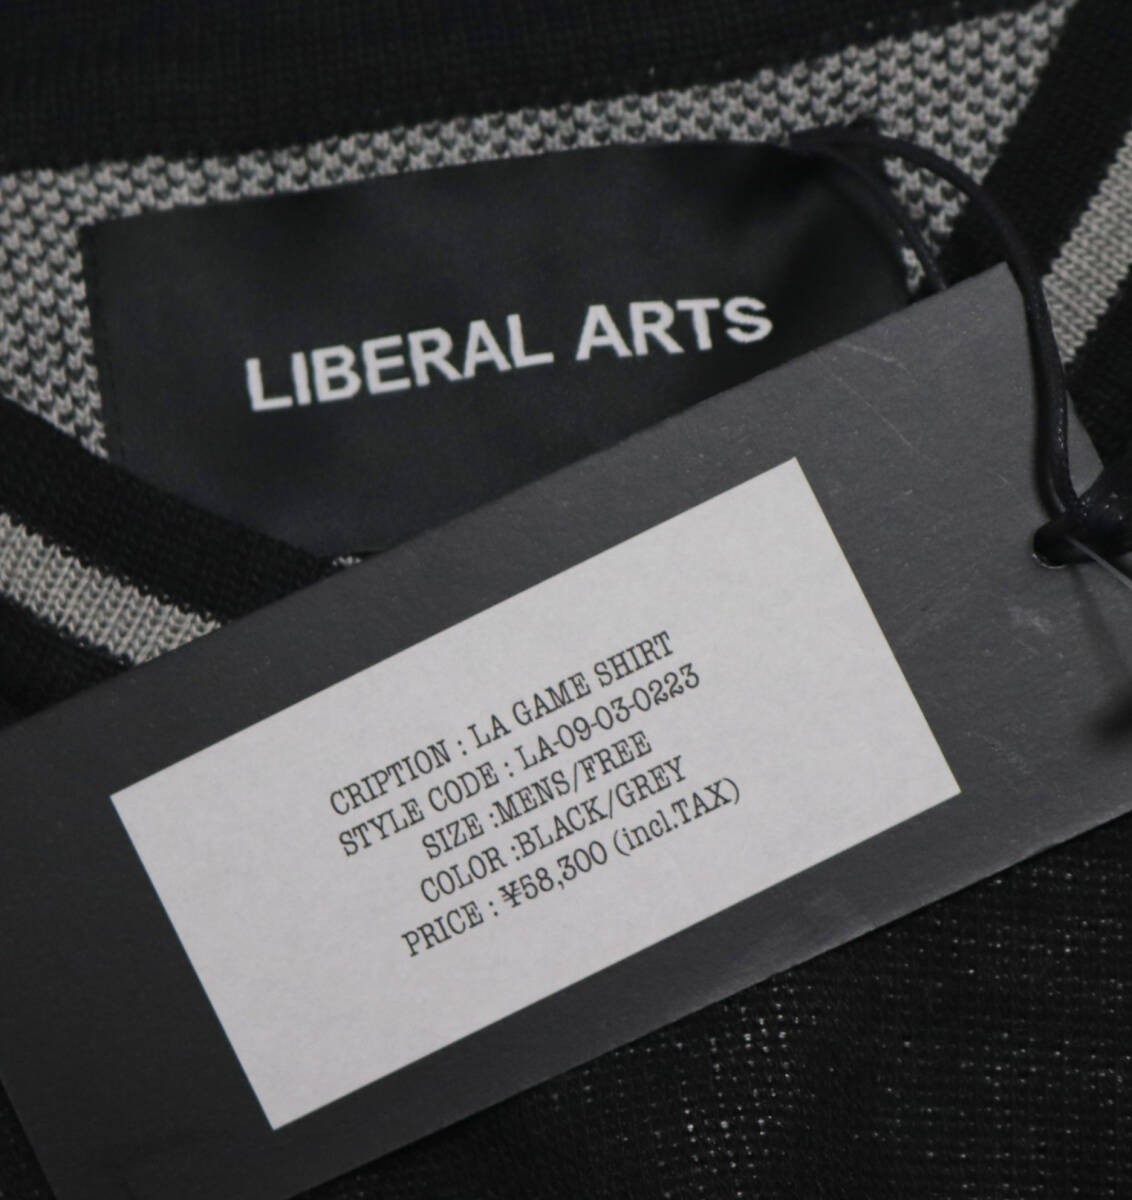 LIBERAL ARTS
CRIPTION : LA GAME SHIRT
STYLE CODE : LA-09-03-0223
SIZE :MENS/FREE
COLOR :BLACK/GREY
PRICE : ¥58,300 (incl.TAX)